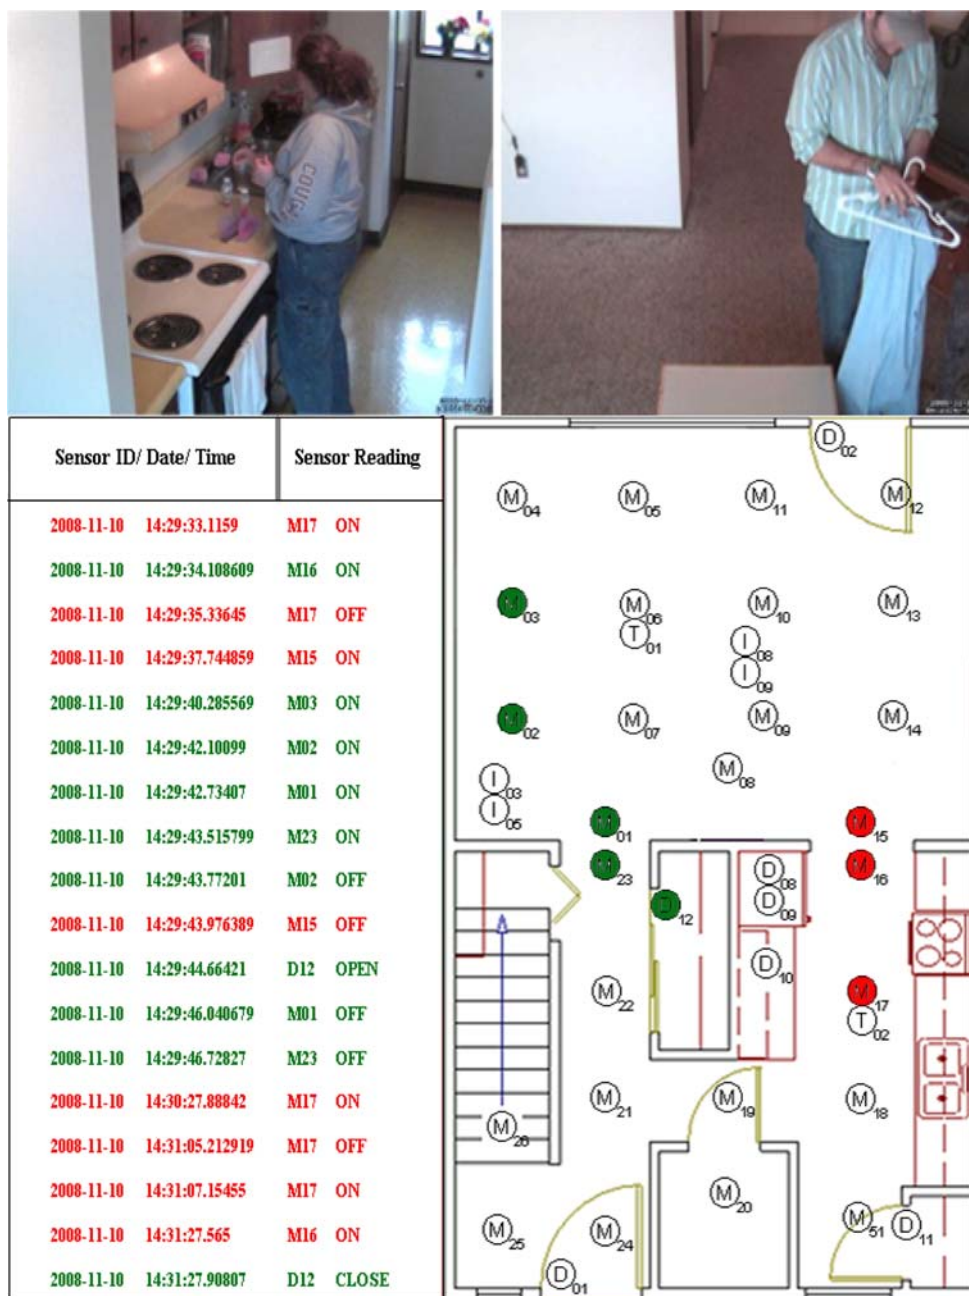 COUG
Sensor ID/ Date/ Time Sensor Reading
2008-11-10 14:29:33.1159 M17 ON
2008-11-10 14:29:34.108609 M16 ON
2008-11-10 14:29:35.33645 M17 OFF
2008-11-10 14:29:37.744859 M15 ON
2008-11-10 14:29:40.285569 M03 ON
2008-11-10 14:29:42.10099 M02 ON
2008-11-10 14:29:42.73407 M01 ON
2008-11-10 14:29:43.515799 M23 ON
2008-11-10 14:29:43.77201 M02 OFF
2008-11-10 14:29:43.976389 M15 OFF
2008-11-10 14:29:44.66421 D12 OPEN
2008-11-10 14:29:46.040679 M01 OFF
2008-11-10 14:29:46.72827 M23 OFF
2008-11-10 14:30:27.88842 M17 ON
2008-11-10 14:31:05.212919 M17 OFF
2008-11-10 14:31:07.15455 M17 ON
2008-11-10 14:31:27.565 M16 ON
2008-11-10 14:31:27.90807 D12 CLOSE
D02
M04 M05 M11 M12
M03 M06 M10 M13
T01 I08
I09
M02 M07 M09 M14
M08
I03
I05
M01 M15
M23 D08 M16
D12 D09
D10
M22 M17
T02
M21 M19 M18
M26
M20
M25 M24 M51 D11
D01